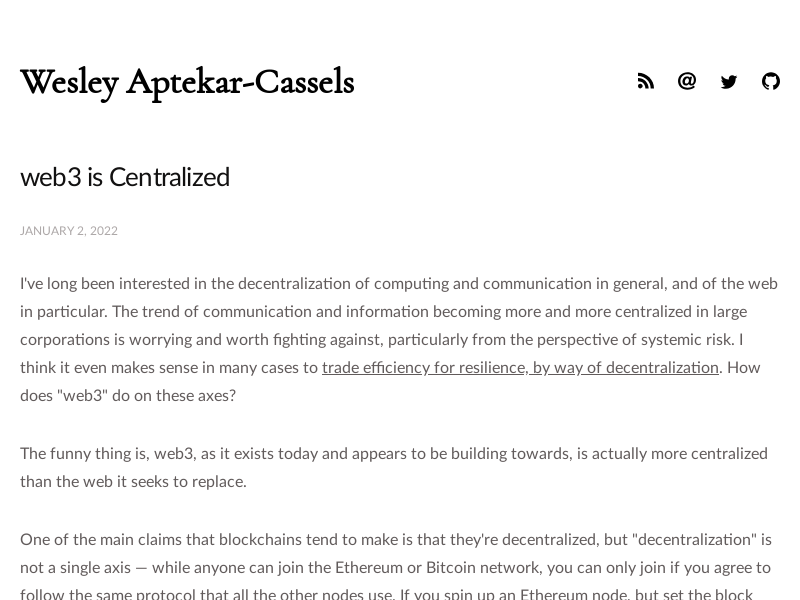 Wesley Aptekar-Cassels
web3 is Centralized
JANUARY 2, 2022
I've long been interested in the decentralization of computing and communication in general, and of the web
in particular. The trend of communication and information becoming more and more centralized in large
corporations is worrying and worth fighting against, particularly from the perspective of systemic risk. I
think it even makes sense in many cases to trade efficiency for resilience, by way of decentralization. How
does "web3" do on these axes?
The funny thing is, web3, as it exists today and appears to be building towards, is actually more centralized
than the web it seeks to replace.
One of the main claims that blockchains tend to make is that they're decentralized, but "decentralization" is
not a single axis — while anyone can join the Ethereum or Bitcoin network, you can only join if you agree to
follow the same protocol that all the other nodes use. If you spin up an Ethereum node, but set the block